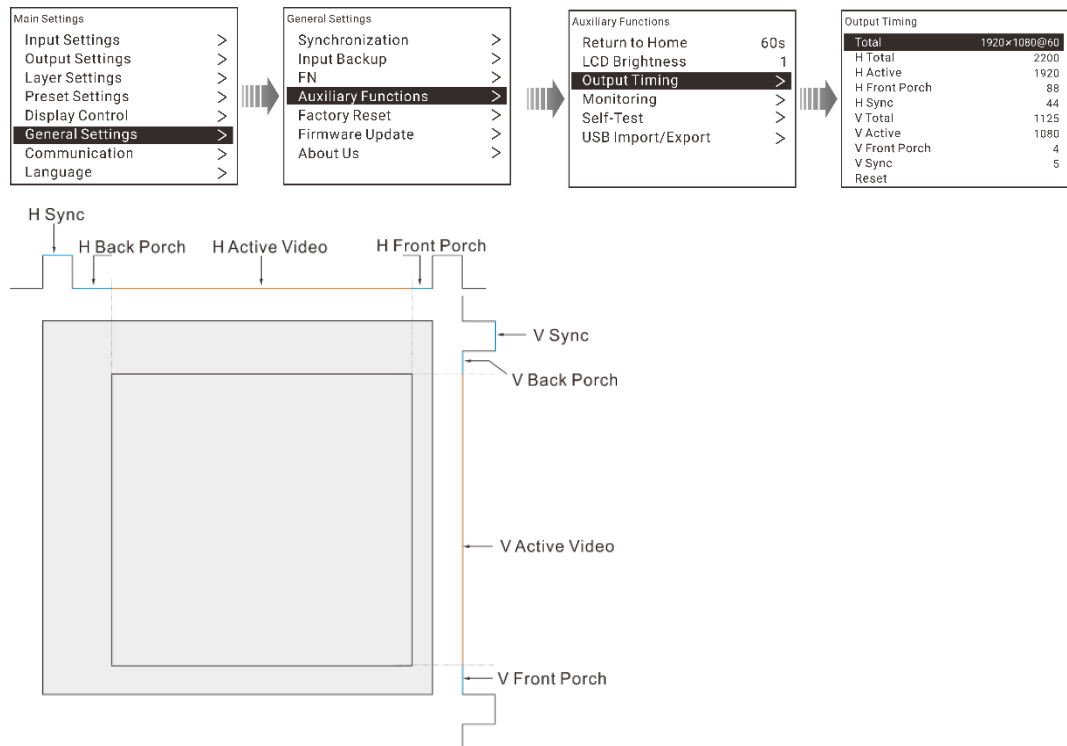 Main Settings
Input Settings >
Output Settings >
Layer Settings >
Preset Settings >
Display Control >
General Settings >
Communication >
Language >
General Settings
Synchronization >
Input Backup >
FN >
Auxiliary Functions >
Factory Reset >
Firmware Update >
About Us >
Auxiliary Functions
Return to Home 60s
LCD Brightness 1
Output Timing >
Monitoring >
Self-Test >
USB Import/Export >
Output Timing
Total 1920×1080@60
H Total 2200
H Active 1920
H Front Porch 88
H Sync 44
V Total 1125
V Active 1080
V Front Porch 4
V Sync 5
Reset
H Sync
H Back Porch H Active Video H Front Porch
V Sync
V Back Porch
V Active Video
V Front Porch